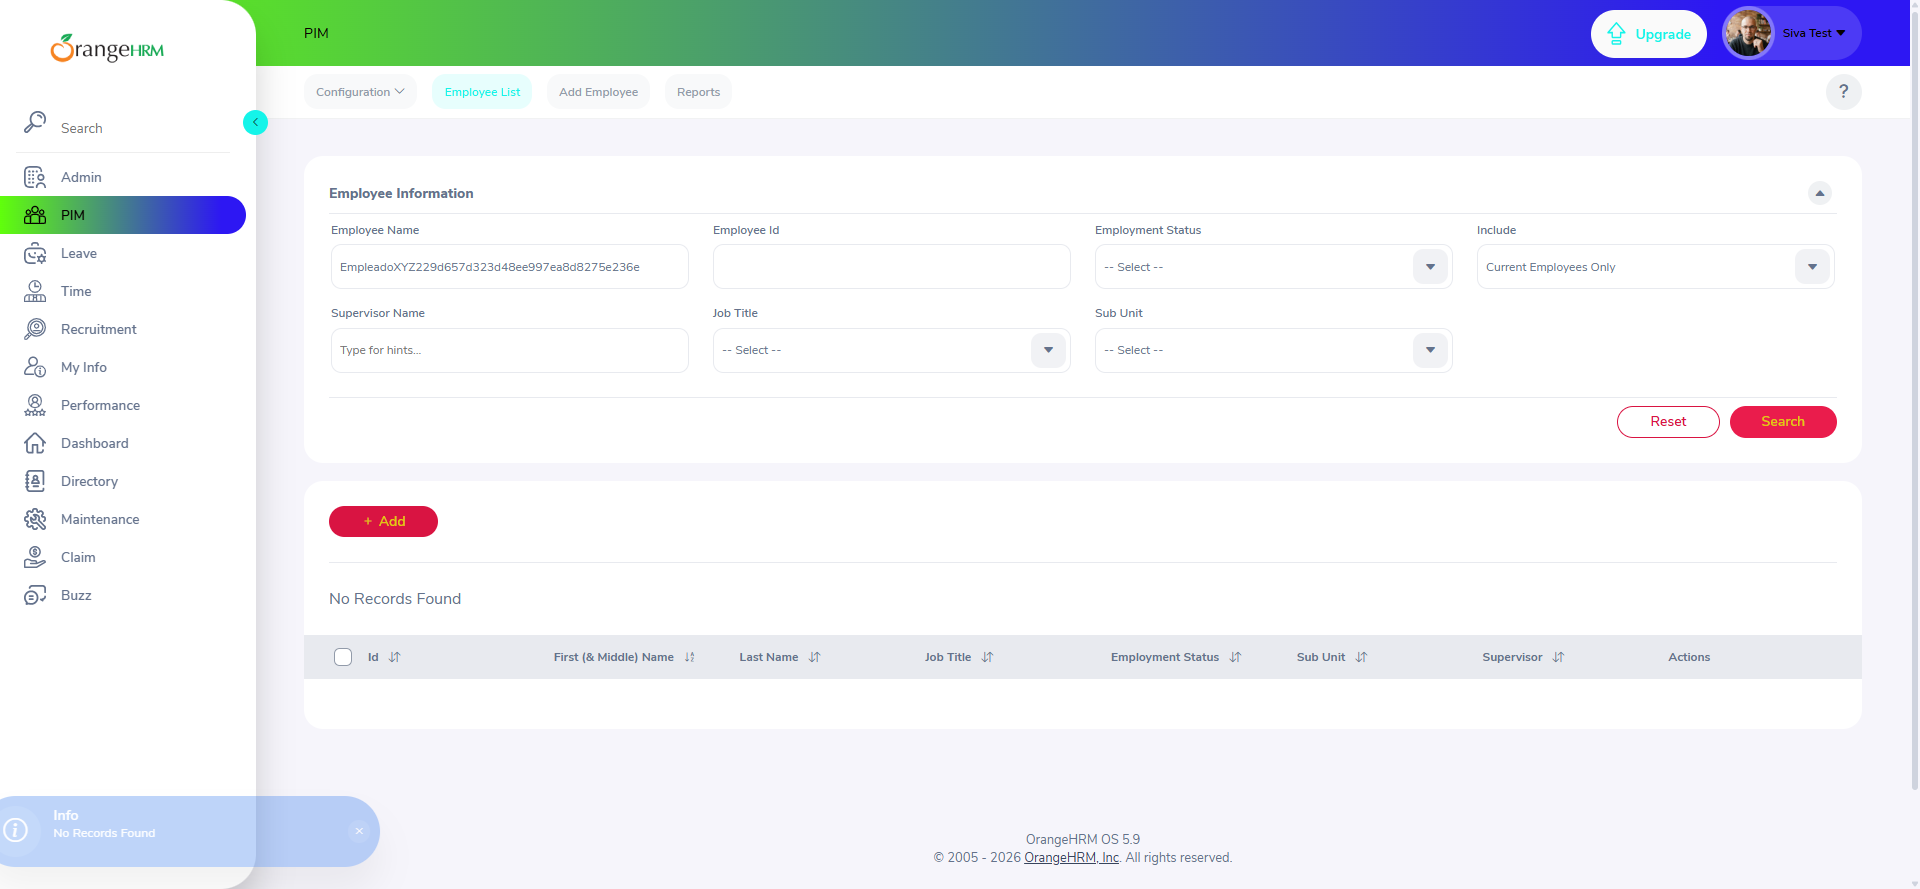 OrangeHRM
PIM
Upgrade
Siva Test
Configuration
Employee List
Add Employee
Reports
?
Search
Admin
PIM
Leave
Time
Recruitment
My Info
Performance
Dashboard
Directory
Maintenance
Claim
Buzz
Employee Information
Employee Name
Employee Id
Employment Status
Include
EmpleadoXYZ229d657d323d48ee997ea8d8275e236e
-- Select --
Current Employees Only
Supervisor Name
Job Title
Sub Unit
Type for hints...
-- Select --
-- Select --
Reset
Search
+ Add
No Records Found
Id
First (& Middle) Name
Last Name
Job Title
Employment Status
Sub Unit
Supervisor
Actions
Info
No Records Found
OrangeHRM OS 5.9
© 2005 - 2026 OrangeHRM, Inc. All rights reserved.